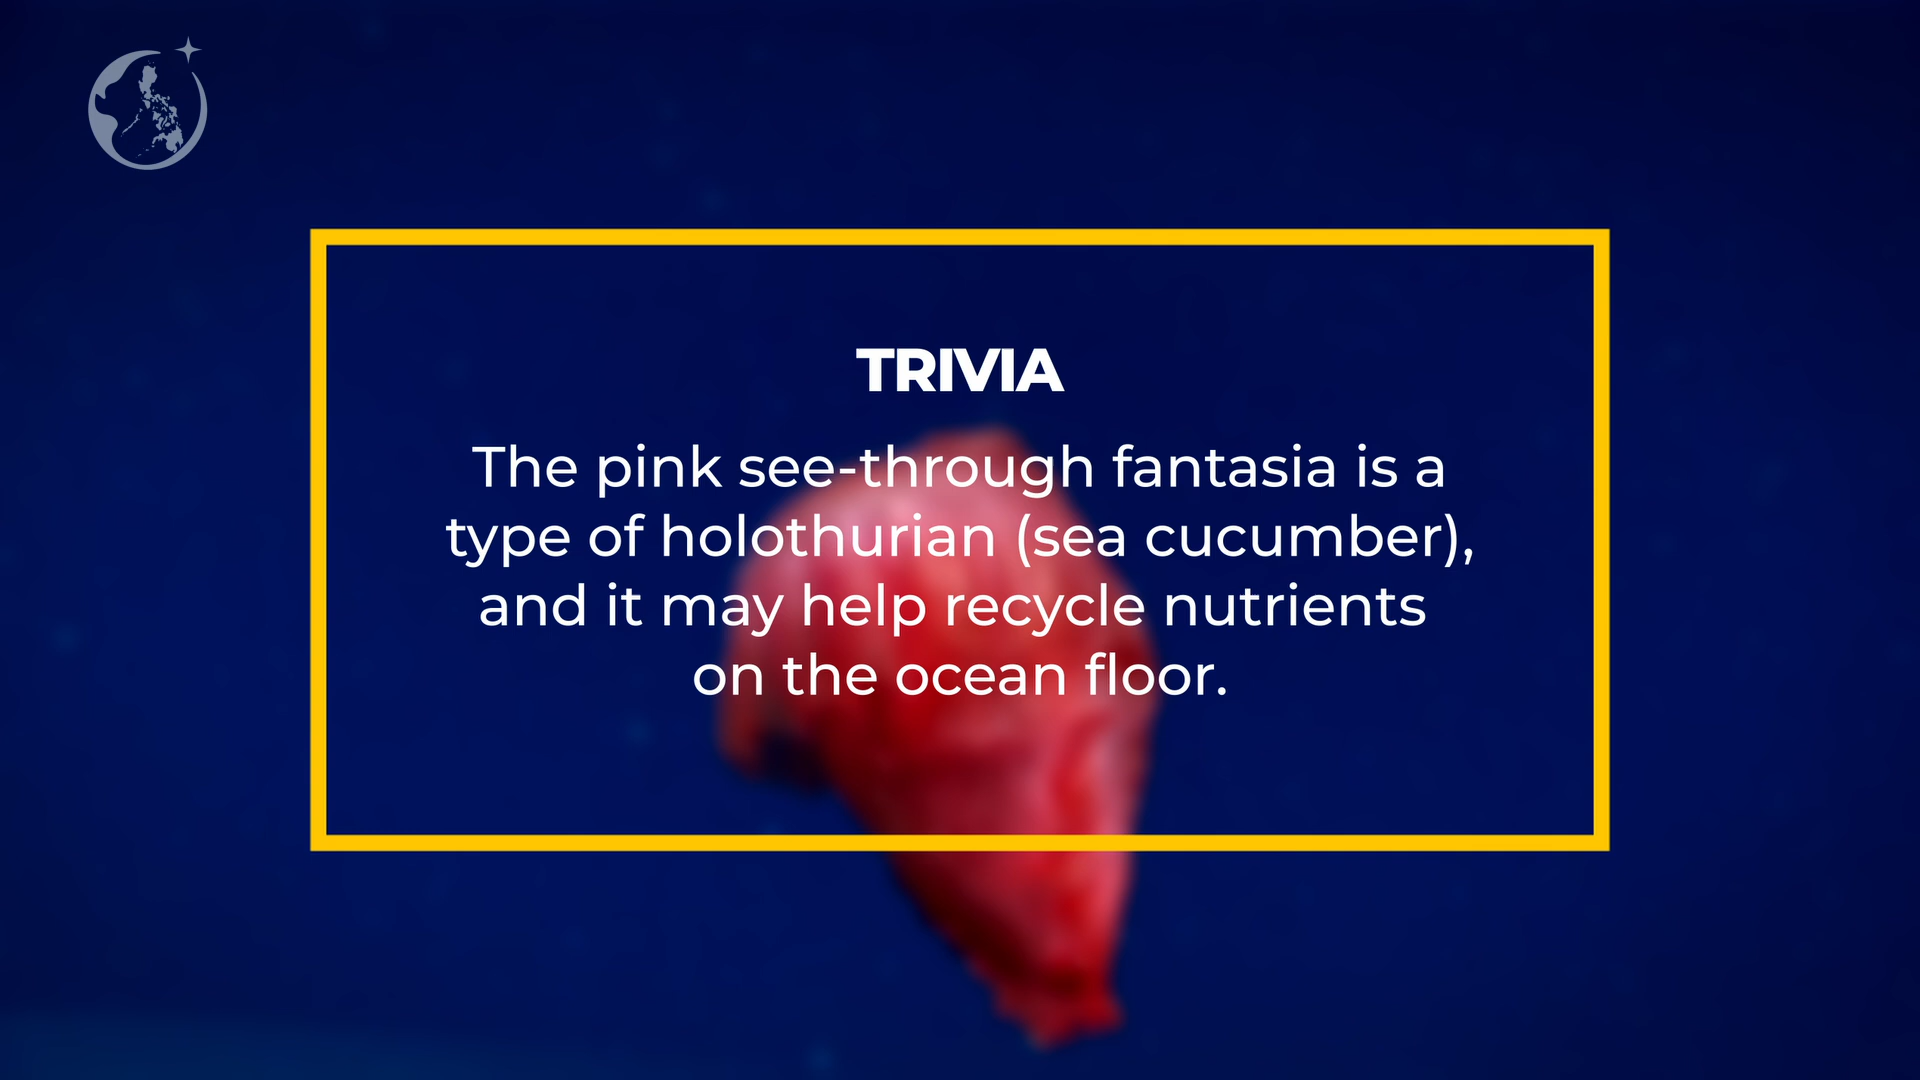 TRIVIA
The pink see-through fantasia is a
type of holothurian (sea cucumber),
and it may help recycle nutrients
on the ocean floor.